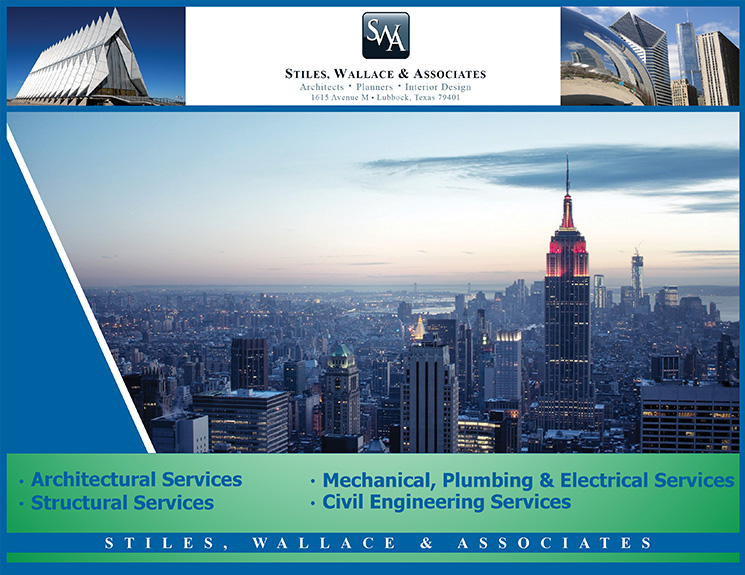 SWA
STILES, WALLACE & ASSOCIATES
Architects • Planners • Interior Design
1615 Avenue M • Lubbock, Texas 79401
· Architectural Services
· Structural Services
· Mechanical, Plumbing & Electrical Services
· Civil Engineering Services
STILES, WALLACE & ASSOCIATES